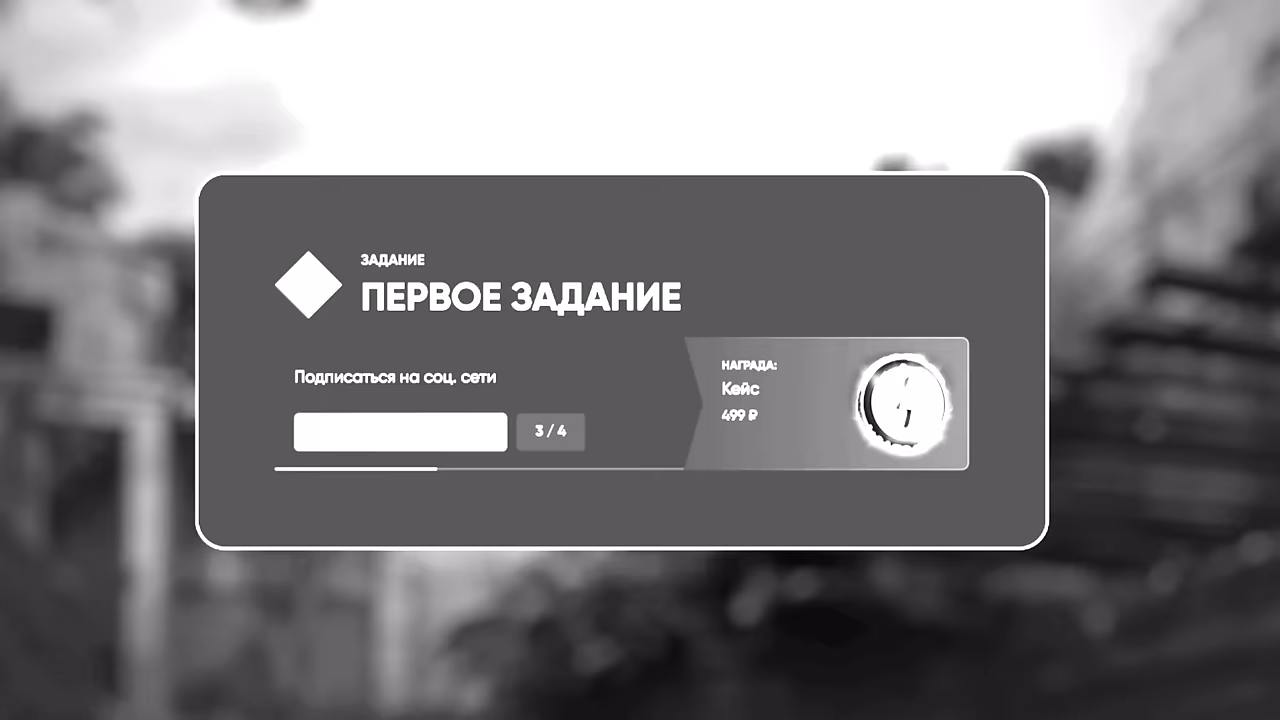 ЗАДАНИЕ
ПЕРВОЕ ЗАДАНИЕ
Подписаться на соц. сети
3 / 4
НАГРАДА:
Кейс
499 ₽